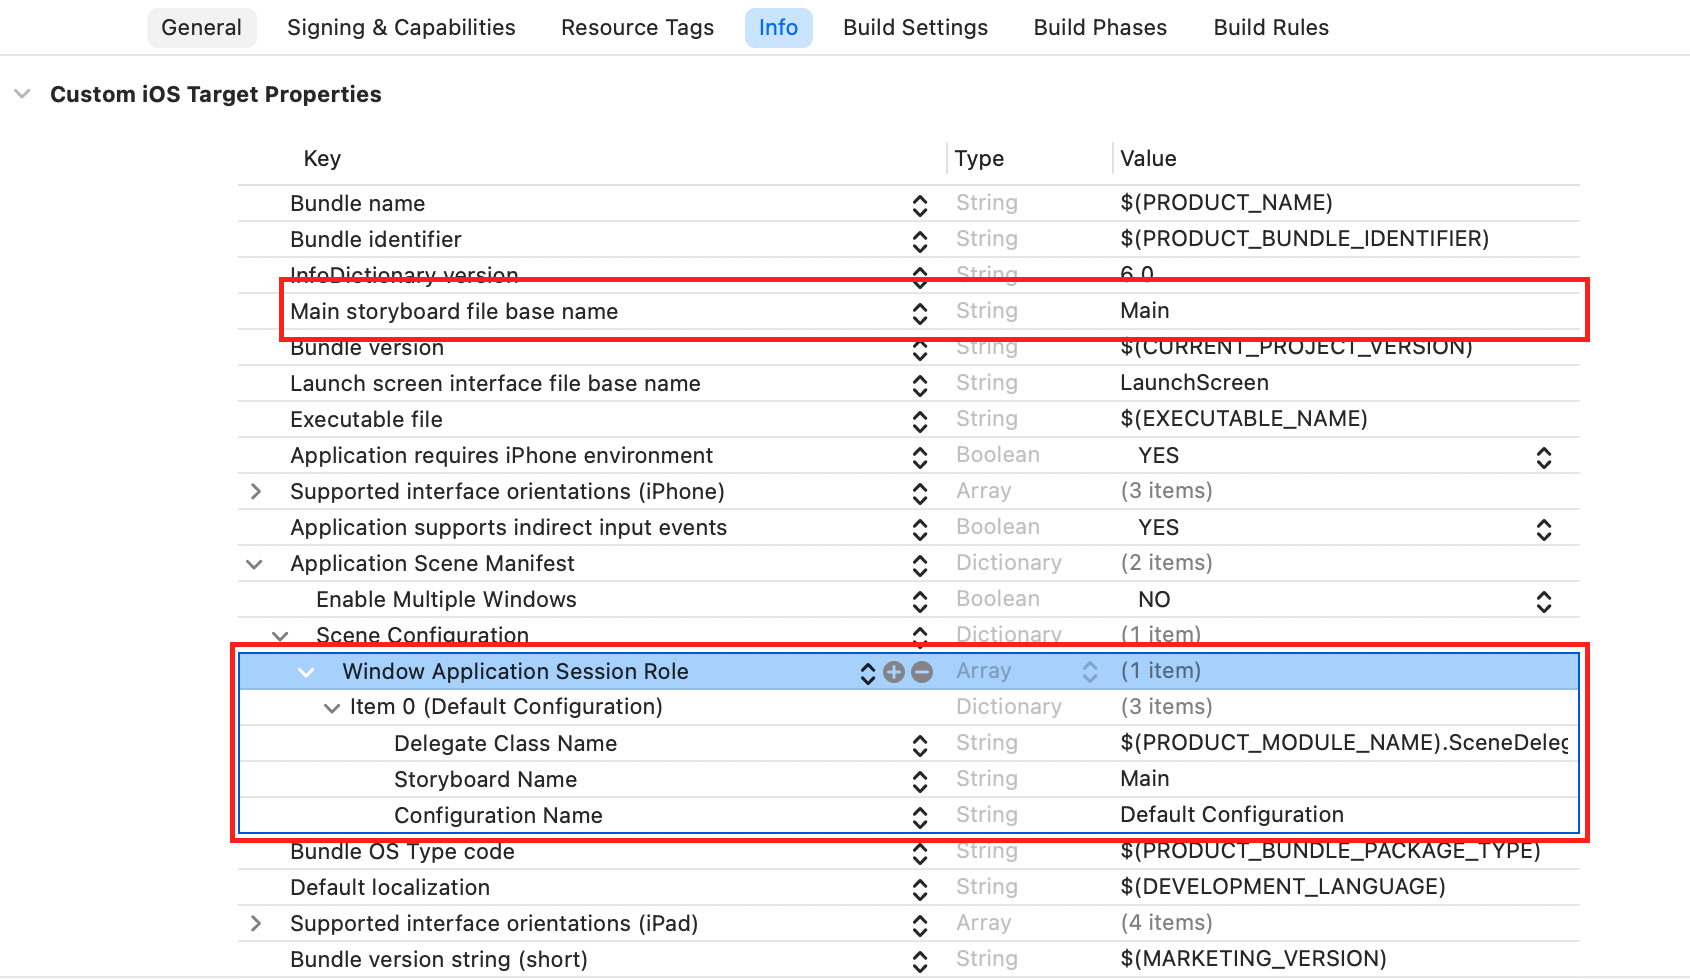 General Signing & Capabilities Resource Tags Info Build Settings Build Phases Build Rules
Custom iOS Target Properties
Key Type Value
Bundle name String $(PRODUCT_NAME)
Bundle identifier String $(PRODUCT_BUNDLE_IDENTIFIER)
InfoDictionary version String 6.0
Main storyboard file base name String Main
Bundle version String $(CURRENT_PROJECT_VERSION)
Launch screen interface file base name String LaunchScreen
Executable file String $(EXECUTABLE_NAME)
Application requires iPhone environment Boolean YES
Supported interface orientations (iPhone) Array (3 items)
Application supports indirect input events Boolean YES
Application Scene Manifest Dictionary (2 items)
Enable Multiple Windows Boolean NO
Scene Configuration Dictionary (1 item)
Window Application Session Role Array (1 item)
Item 0 (Default Configuration) Dictionary (3 items)
Delegate Class Name String $(PRODUCT_MODULE_NAME).SceneDeleg
Storyboard Name String Main
Configuration Name String Default Configuration
Bundle OS Type code String $(PRODUCT_BUNDLE_PACKAGE_TYPE)
Default localization String $(DEVELOPMENT_LANGUAGE)
Supported interface orientations (iPad) Array (4 items)
Bundle version string (short) String $(MARKETING_VERSION)